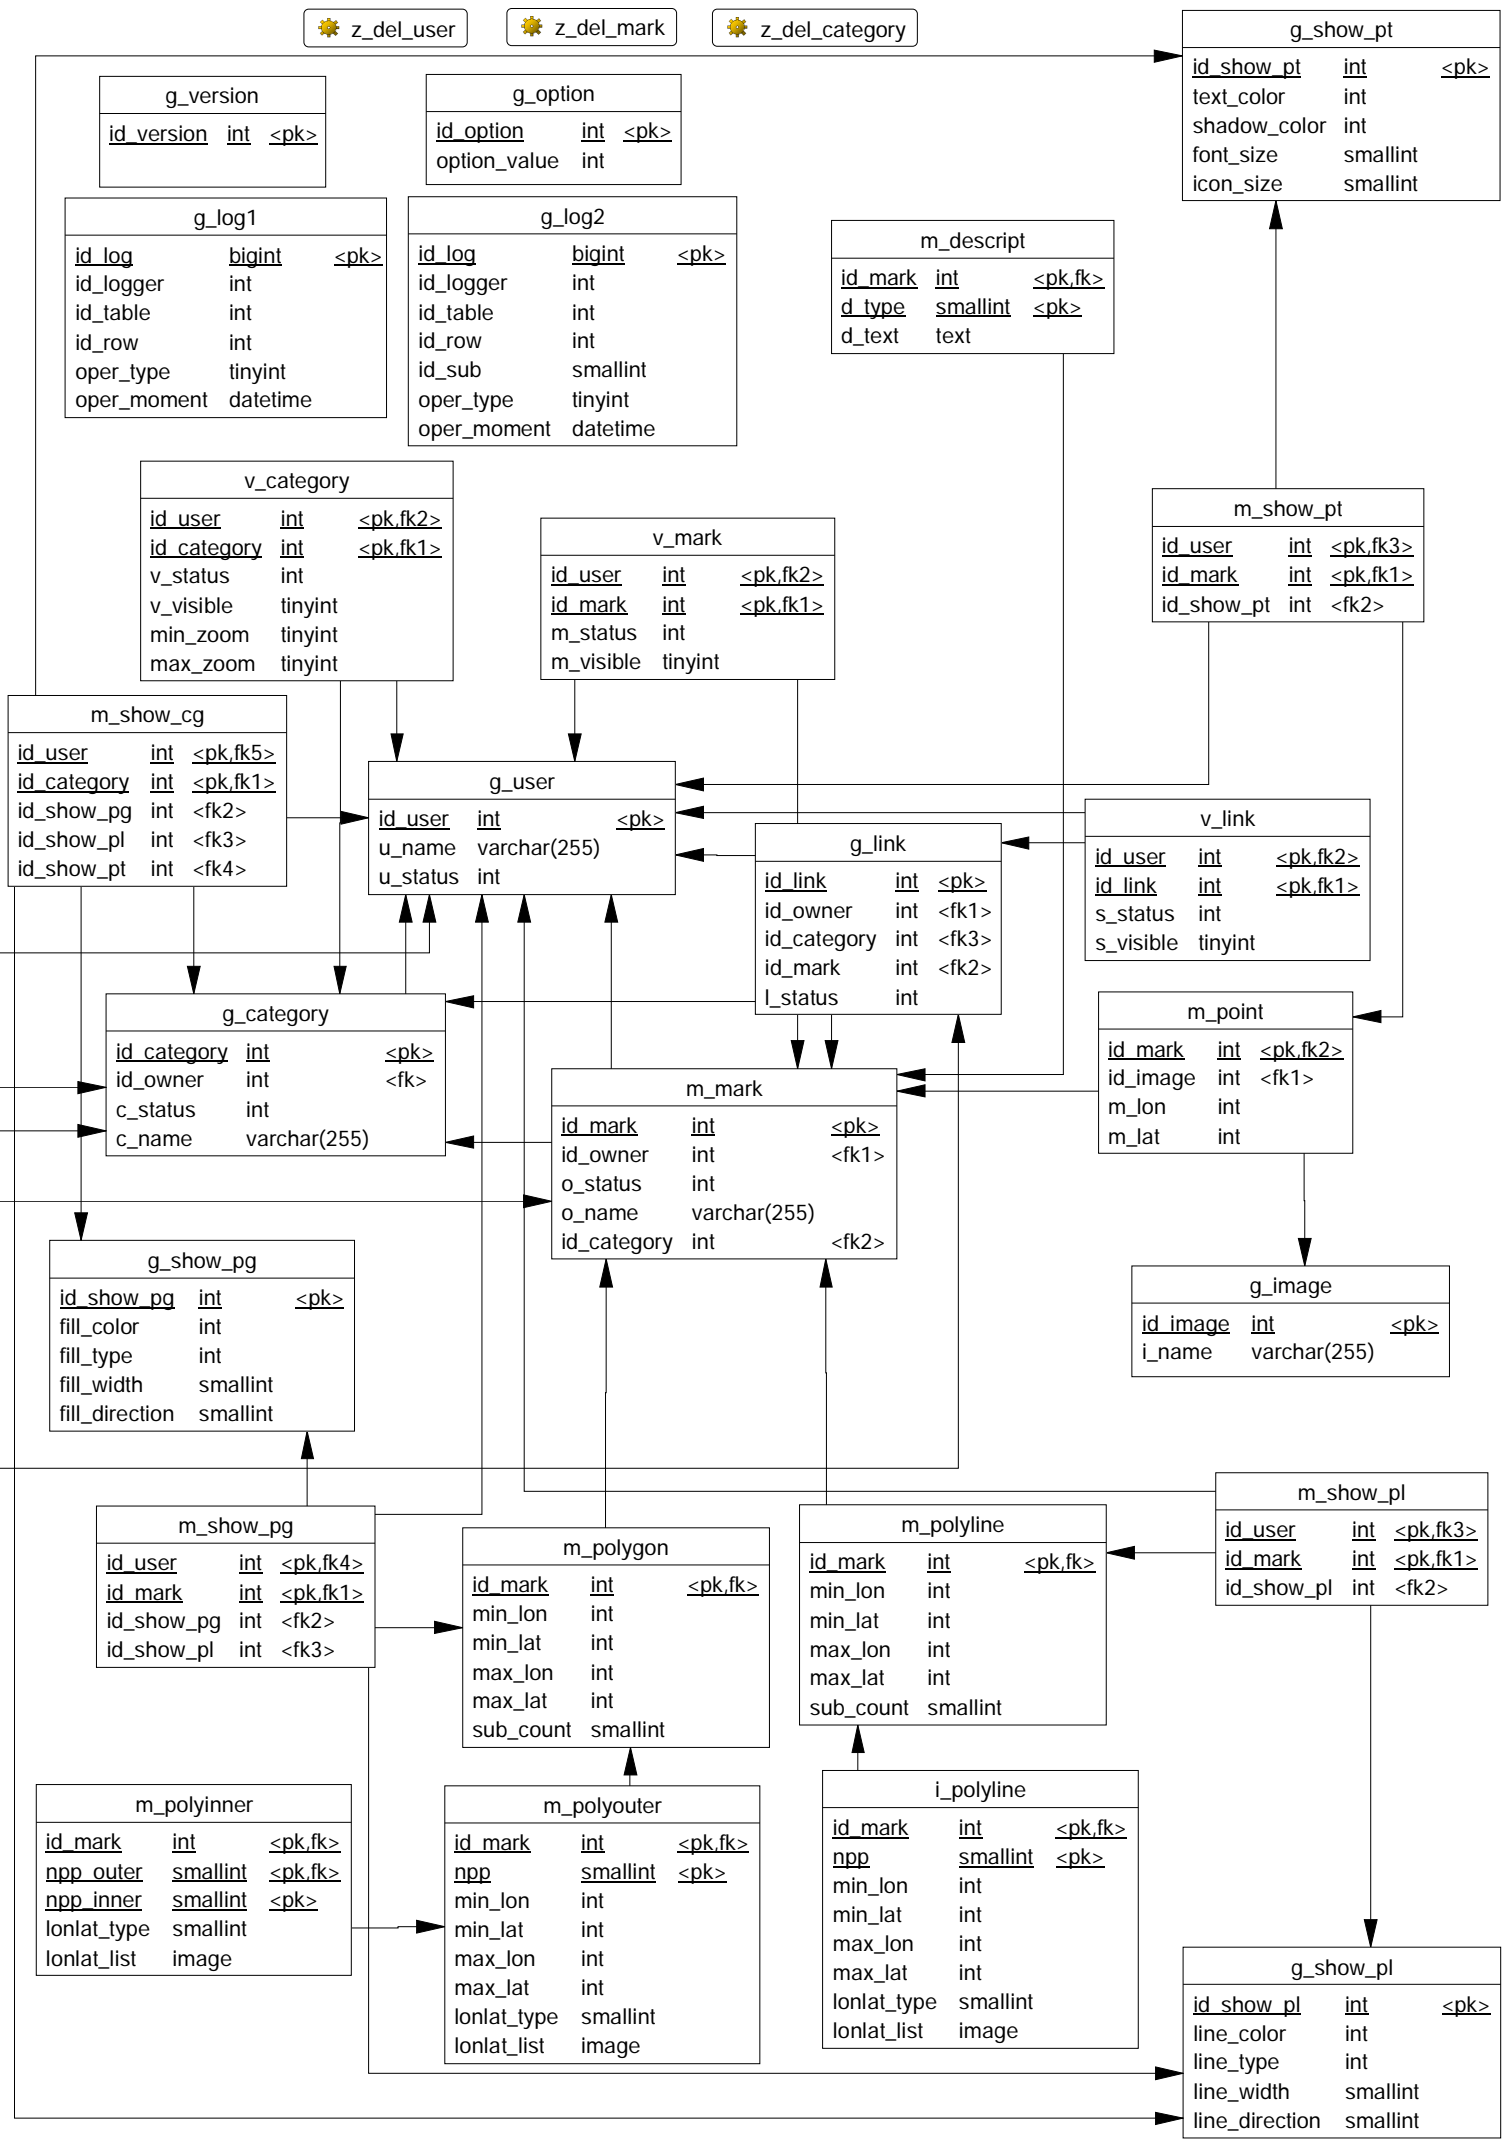 z_del_user
z_del_mark
z_del_category
g_show_pt
id_show_pt int <pk>
text_color int
shadow_color int
font_size smallint
icon_size smallint
g_version
id_version int <pk>
g_option
id_option int <pk>
option_value int
g_log1
id_log bigint <pk>
id_logger int
id_table int
id_row int
oper_type tinyint
oper_moment datetime
g_log2
id_log bigint <pk>
id_logger int
id_table int
id_row int
id_sub smallint
oper_type tinyint
oper_moment datetime
m_descript
id_mark int <pk,fk>
d_type smallint <pk>
d_text text
v_category
id_user int <pk,fk2>
id_category int <pk,fk1>
v_status int
v_visible tinyint
min_zoom tinyint
max_zoom tinyint
v_mark
id_user int <pk,fk2>
id_mark int <pk,fk1>
m_status int
m_visible tinyint
m_show_pt
id_user int <pk,fk3>
id_mark int <pk,fk1>
id_show_pt int <fk2>
m_show_cg
id_user int <pk,fk5>
id_category int <pk,fk1>
id_show_pg int <fk2>
id_show_pl int <fk3>
id_show_pt int <fk4>
g_user
id_user int <pk>
u_name varchar(255)
u_status int
g_link
id_link int <pk>
id_owner int <fk1>
id_category int <fk3>
id_mark int <fk2>
l_status int
v_link
id_user int <pk,fk2>
id_link int <pk,fk1>
s_status int
s_visible tinyint
g_category
id_category int <pk>
id_owner int <fk>
c_status int
c_name varchar(255)
m_mark
id_mark int <pk>
id_owner int <fk1>
o_status int
o_name varchar(255)
id_category int <fk2>
m_point
id_mark int <pk,fk2>
id_image int <fk1>
m_lon int
m_lat int
g_show_pg
id_show_pg int <pk>
fill_color int
fill_type int
fill_width smallint
fill_direction smallint
g_image
id_image int <pk>
i_name varchar(255)
m_show_pg
id_user int <pk,fk4>
id_mark int <pk,fk1>
id_show_pg int <fk2>
id_show_pl int <fk3>
m_polygon
id_mark int <pk,fk>
min_lon int
min_lat int
max_lon int
max_lat int
sub_count smallint
m_polyline
id_mark int <pk,fk>
min_lon int
min_lat int
max_lon int
max_lat int
sub_count smallint
m_show_pl
id_user int <pk,fk3>
id_mark int <pk,fk1>
id_show_pl int <fk2>
m_polyinner
id_mark int <pk,fk>
npp_outer smallint <pk,fk>
npp_inner smallint <pk>
lonlat_type smallint
lonlat_list image
m_polyouter
id_mark int <pk,fk>
npp smallint <pk>
min_lon int
min_lat int
max_lon int
max_lat int
lonlat_type smallint
lonlat_list image
i_polyline
id_mark int <pk,fk>
npp smallint <pk>
min_lon int
min_lat int
max_lon int
max_lat int
lonlat_type smallint
lonlat_list image
g_show_pl
id_show_pl int <pk>
line_color int
line_type int
line_width smallint
line_direction smallint